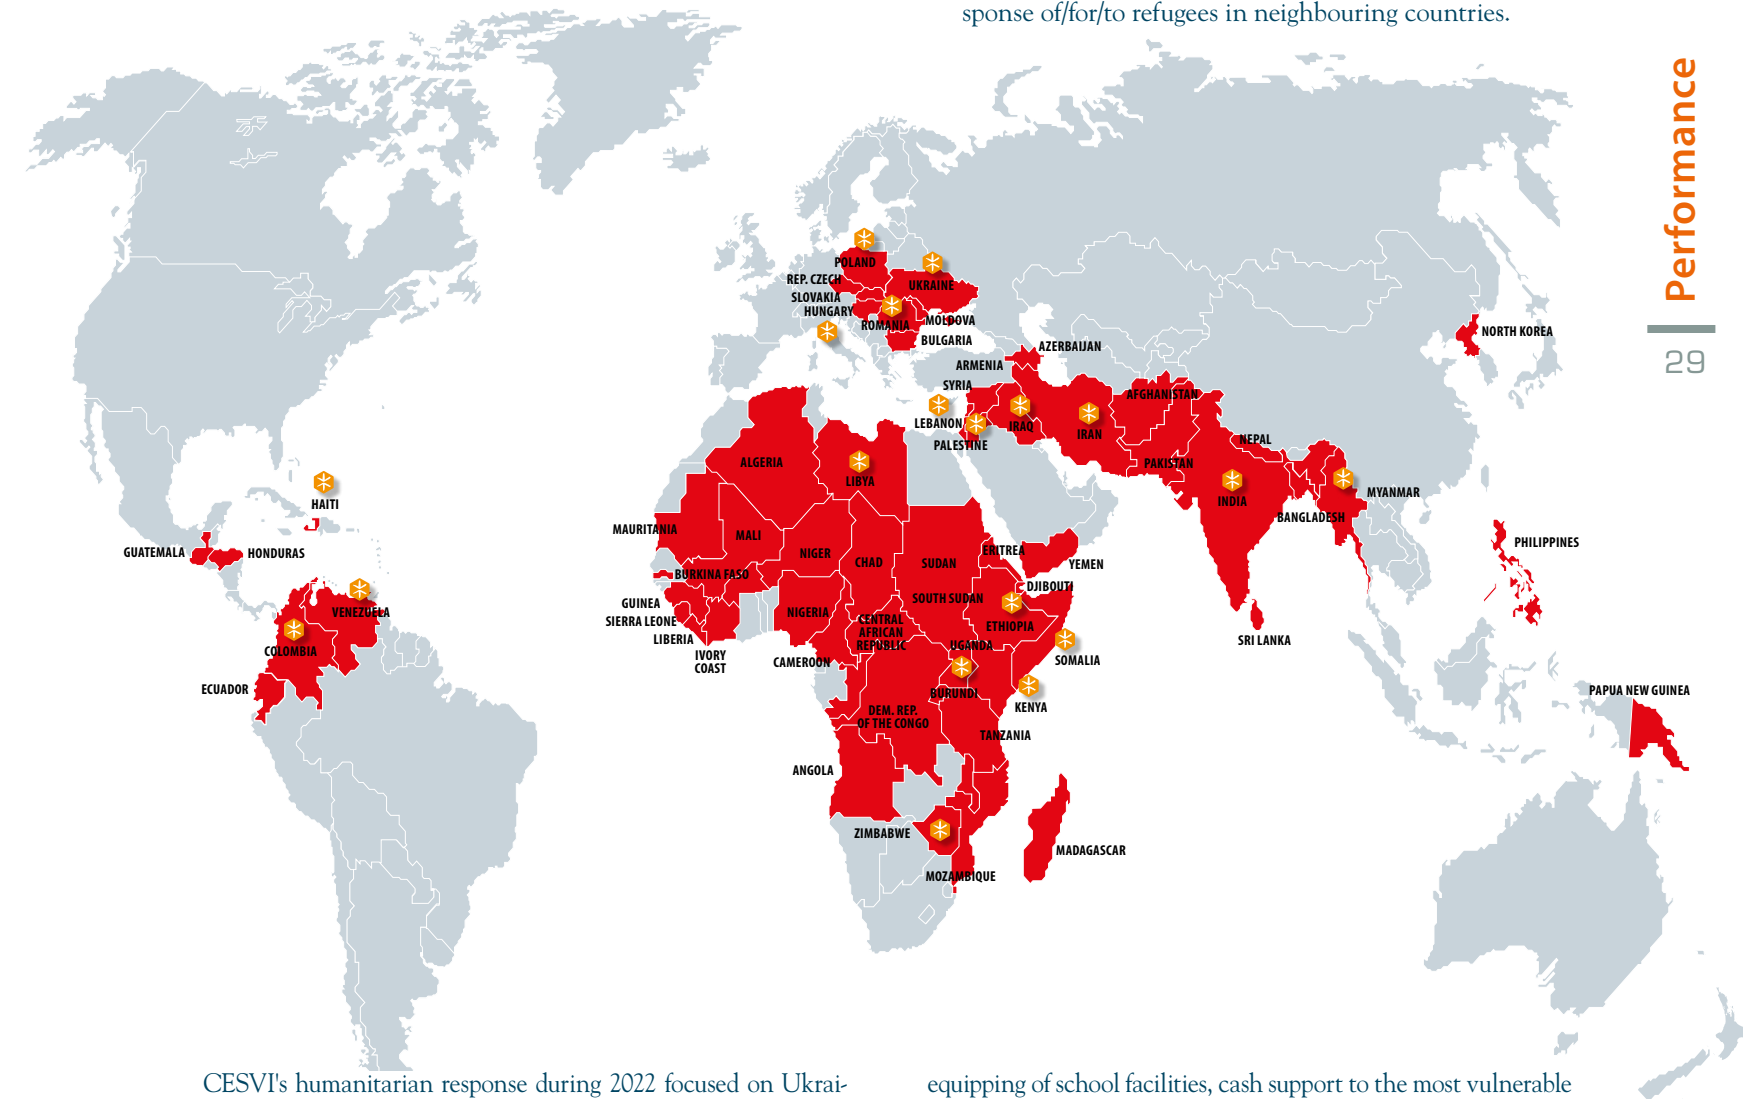 sponse of/for/to refugees in neighbouring countries.
Performance
29
POLAND
REP. CZECH
UKRAINE
SLOVAKIA
HUNGARY
ROMANIA
MOLDOVA
BULGARIA
NORTH KOREA
AZERBAIJAN
ARMENIA
SYRIA
AFGHANISTAN
LEBANON
IRAQ
IRAN
PALESTINE
NEPAL
ALGERIA
PAKISTAN
LIBYA
INDIA
MYANMAR
HAITI
BANGLADESH
MAURITANIA
MALI
PHILIPPINES
GUATEMALA
HONDURAS
NIGER
ERITREA
CHAD
SUDAN
YEMEN
BURKINA FASO
DJIBOUTI
GUINEA
SOUTH SUDAN
VENEZUELA
NIGERIA
SIERRA LEONE
CENTRAL
AFRICAN
REPUBLIC
ETHIOPIA
LIBERIA
SRI LANKA
COLOMBIA
IVORY
COAST
UGANDA
CAMEROON
SOMALIA
ECUADOR
BURUNDI
PAPUA NEW GUINEA
KENYA
DEM. REP.
OF THE CONGO
TANZANIA
ANGOLA
ZIMBABWE
MADAGASCAR
MOZAMBIQUE
CESVI's humanitarian response during 2022 focused on Ukrai-
equipping of school facilities, cash support to the most vulnerable